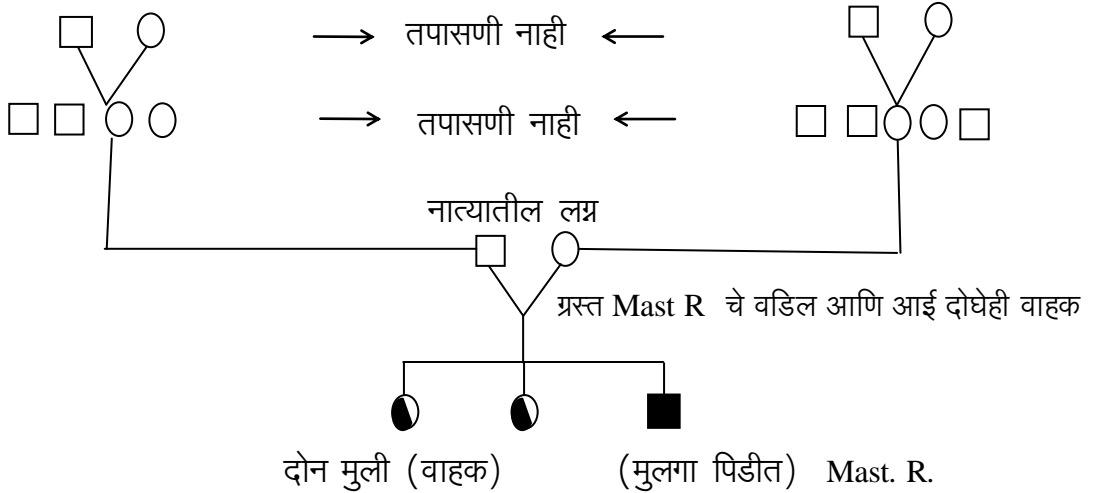 तपासणी नाही
तपासणी नाही
नात्यातील लग्न
ग्रस्त Mast R चे वडिल आणि आई दोघेही वाहक
दोन मुली (वाहक) (मुलगा पिडीत) Mast. R.